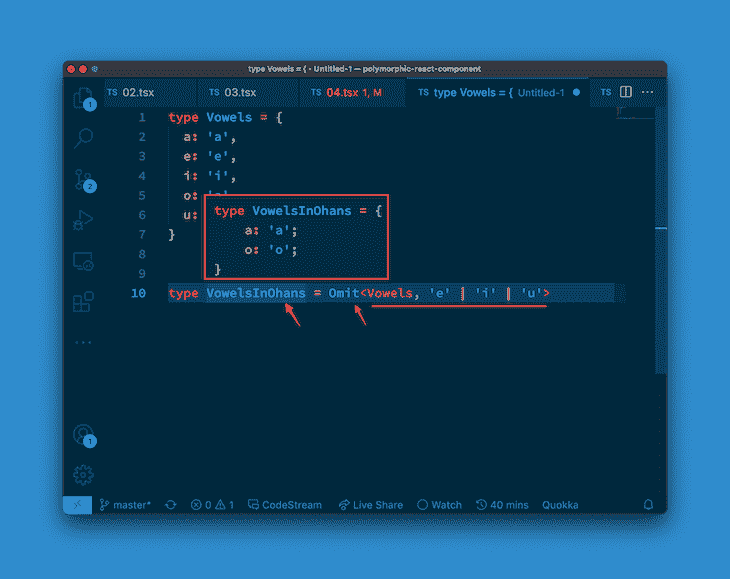 type Vowels = { - Untitled-1 — polymorphic-react-component
TS 02.tsx TS 03.tsx TS 04.tsx 1, M TS type Vowels = { Untitled-1 TS ...
1 type Vowels = {
2 a: 'a',
3 e: 'e',
4 i: 'i',
5 o:
6 u:
7 }
8
9
type VowelsInOhans = {
a: 'a';
o: 'o';
}
10 type VowelsInOhans = Omit<Vowels, 'e' | 'i' | 'u'>
1
2
1
master* 0 1 CodeStream Live Share Watch 40 mins Quokka